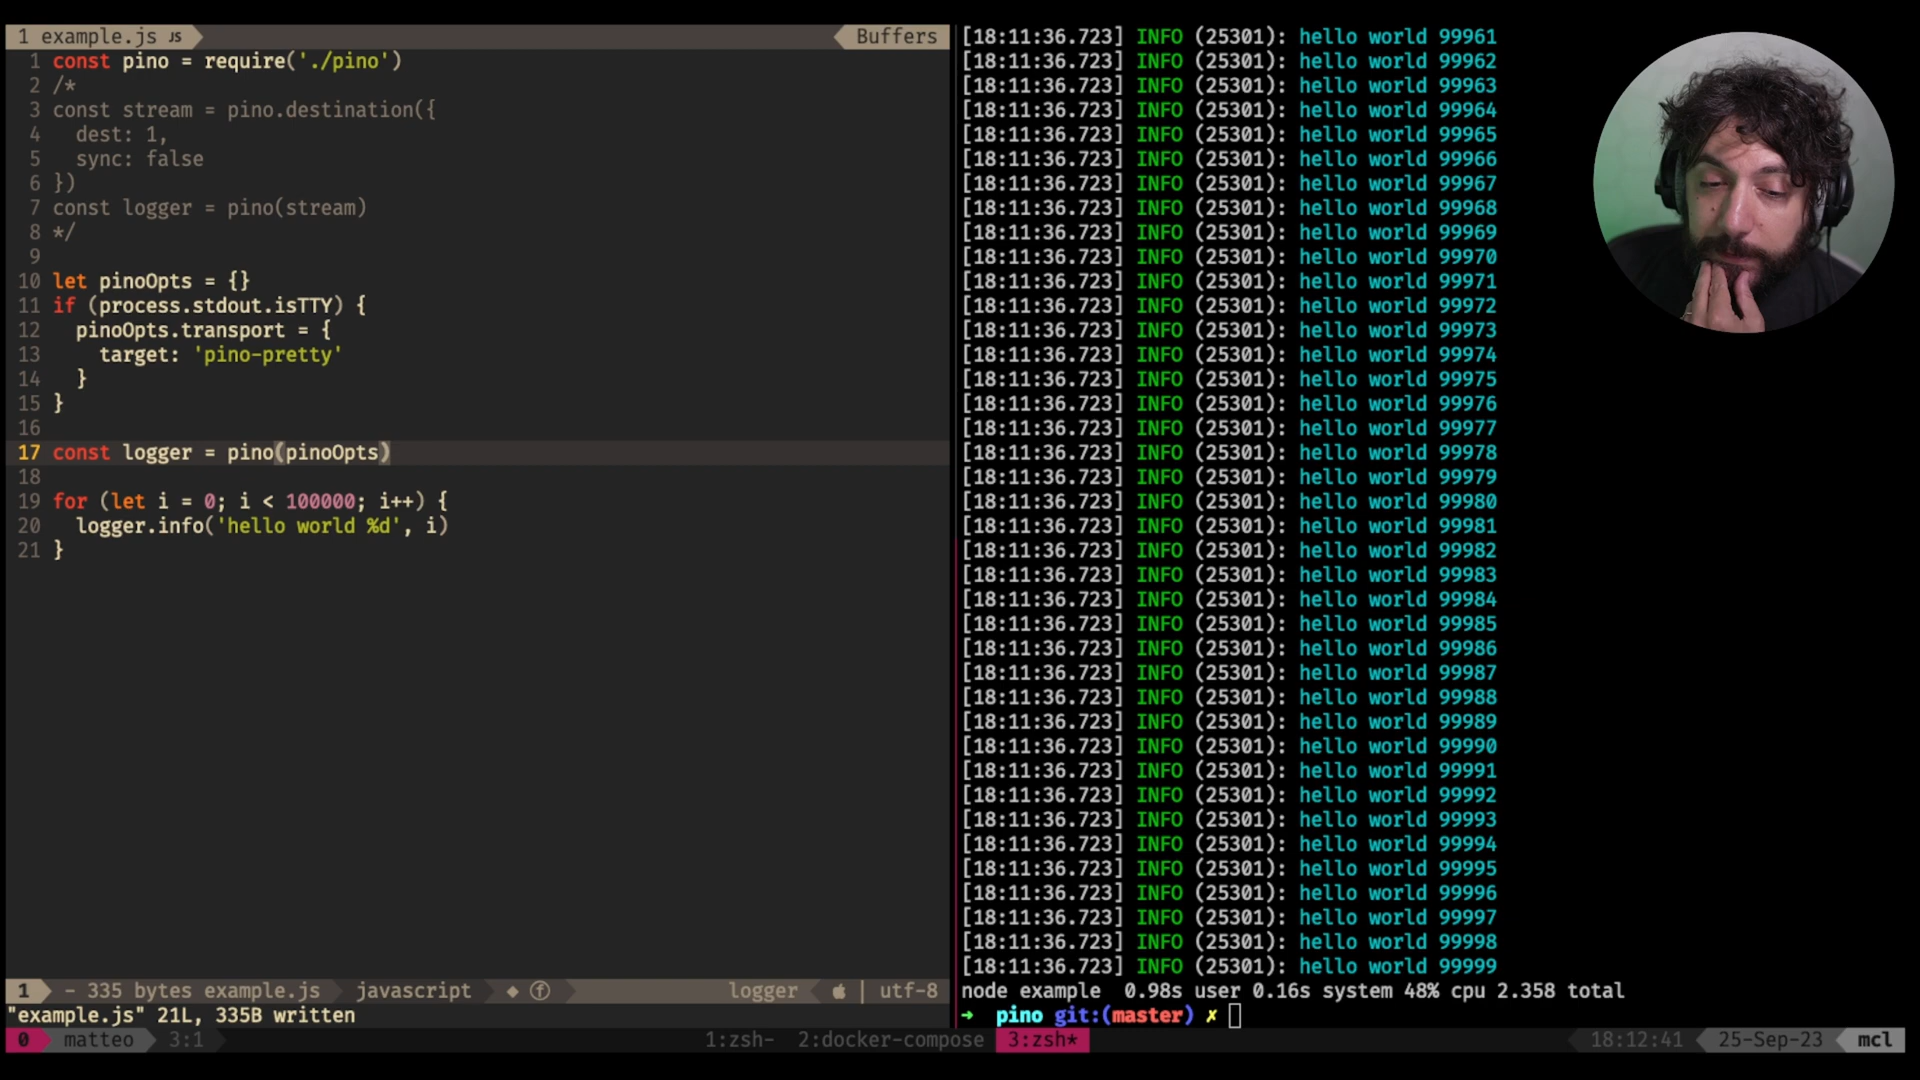 1 example.js JS Buffers
1 const pino = require('./pino')
2 /*
3 const stream = pino.destination({
4 dest: 1,
5 sync: false
6 })
7 const logger = pino(stream)
8 */
9
10 let pinoOpts = {}
11 if (process.stdout.isTTY) {
12 pinoOpts.transport = {
13 target: 'pino-pretty'
14 }
15 }
16
17 const logger = pino(pinoOpts)
18
19 for (let i = 0; i < 100000; i++) {
20 logger.info('hello world %d', i)
21 }
1 - 335 bytes example.js javascript ◆ ⓕ logger | utf-8
"example.js" 21L, 335B written
[18:11:36.723] INFO (25301): hello world 99961
[18:11:36.723] INFO (25301): hello world 99962
[18:11:36.723] INFO (25301): hello world 99963
[18:11:36.723] INFO (25301): hello world 99964
[18:11:36.723] INFO (25301): hello world 99965
[18:11:36.723] INFO (25301): hello world 99966
[18:11:36.723] INFO (25301): hello world 99967
[18:11:36.723] INFO (25301): hello world 99968
[18:11:36.723] INFO (25301): hello world 99969
[18:11:36.723] INFO (25301): hello world 99970
[18:11:36.723] INFO (25301): hello world 99971
[18:11:36.723] INFO (25301): hello world 99972
[18:11:36.723] INFO (25301): hello world 99973
[18:11:36.723] INFO (25301): hello world 99974
[18:11:36.723] INFO (25301): hello world 99975
[18:11:36.723] INFO (25301): hello world 99976
[18:11:36.723] INFO (25301): hello world 99977
[18:11:36.723] INFO (25301): hello world 99978
[18:11:36.723] INFO (25301): hello world 99979
[18:11:36.723] INFO (25301): hello world 99980
[18:11:36.723] INFO (25301): hello world 99981
[18:11:36.723] INFO (25301): hello world 99982
[18:11:36.723] INFO (25301): hello world 99983
[18:11:36.723] INFO (25301): hello world 99984
[18:11:36.723] INFO (25301): hello world 99985
[18:11:36.723] INFO (25301): hello world 99986
[18:11:36.723] INFO (25301): hello world 99987
[18:11:36.723] INFO (25301): hello world 99988
[18:11:36.723] INFO (25301): hello world 99989
[18:11:36.723] INFO (25301): hello world 99990
[18:11:36.723] INFO (25301): hello world 99991
[18:11:36.723] INFO (25301): hello world 99992
[18:11:36.723] INFO (25301): hello world 99993
[18:11:36.723] INFO (25301): hello world 99994
[18:11:36.723] INFO (25301): hello world 99995
[18:11:36.723] INFO (25301): hello world 99996
[18:11:36.723] INFO (25301): hello world 99997
[18:11:36.723] INFO (25301): hello world 99998
[18:11:36.723] INFO (25301): hello world 99999
node example 0.98s user 0.16s system 48% cpu 2.358 total
→ pino git:(master) ✗
0 matteo 3:1 1:zsh- 2:docker-compose 3:zsh* 18:12:41 25-Sep-23 mcl